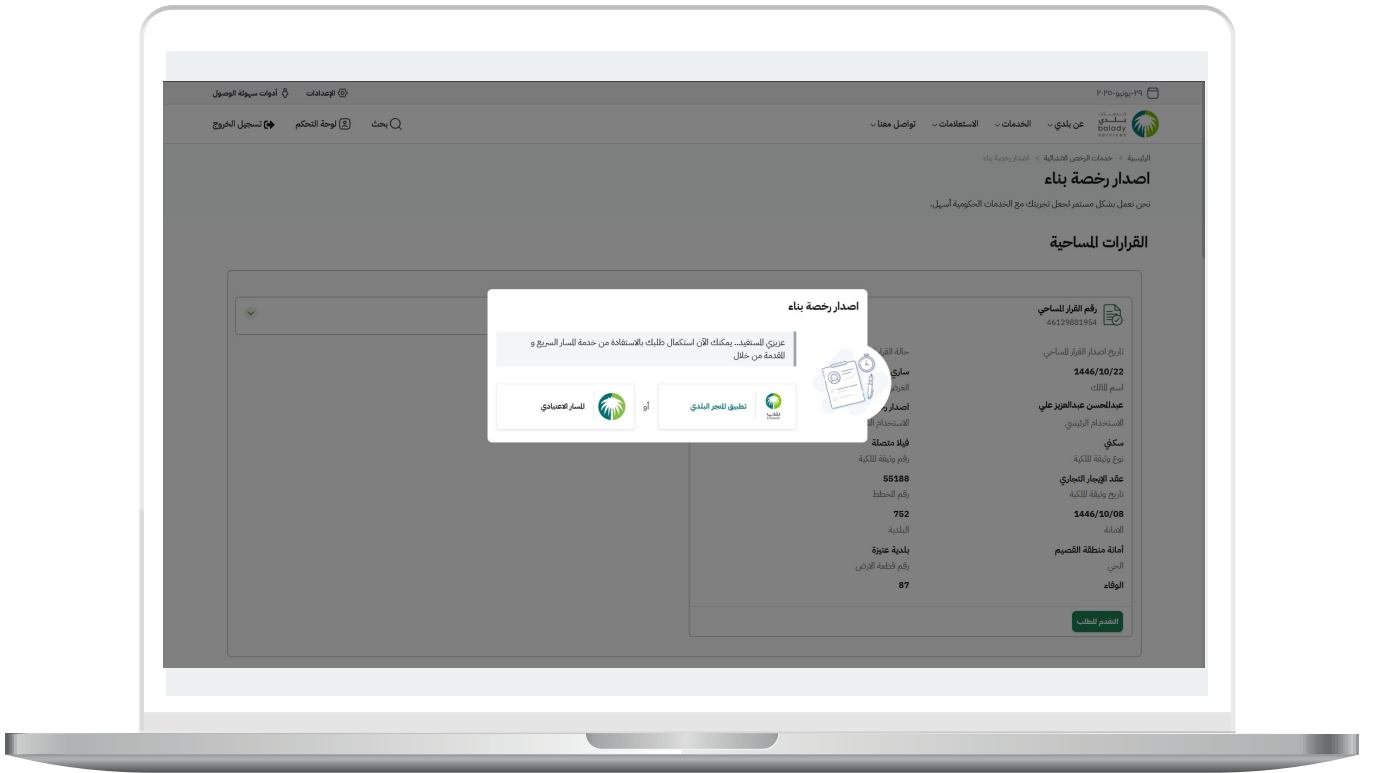 ٢٩-يونيو-٢٠٢٥
الإعدادات
أدوات سهولة الوصول
بلدي
balady
عن بلدي
الخدمات
الاستعلامات
تواصل معنا
بحث
لوحة التحكم
تسجيل الخروج
الرئيسية > خدمات الرخص الانشائية > اصدار رخصة بناء
اصدار رخصة بناء
نحن نعمل بشكل مستمر لجعل تجربتك مع الخدمات الحكومية أسهل.
القرارات المساحية
رقم القرار المساحي
46129881954
تاريخ اصدار القرار المساحي
حالة القرار
1446/10/22
ساري
اسم المالك
عبدالمحسن عبدالعزيز علي
الاستخدام الرئيسي
سكني
فيلا متصلة
نوع وثيقة الملكية
رقم وثيقة الملكية
عقد الإيجار التجاري
55188
تاريخ وثيقة الملكية
رقم المخطط
1446/10/08
752
الامانة
البلدية
أمانة منطقة القصيم
بلدية عنيزة
الحي
رقم قطعة الارض
الوفاء
87
التقدم للطلب
اصدار رخصة بناء
عزيزي المستفيد... يمكنك الآن استكمال طلبك بالاستفادة من خدمة المسار السريع و
المقدمة من خلال
تطبيق المتجر البلدي
أو
المسار الاعتيادي